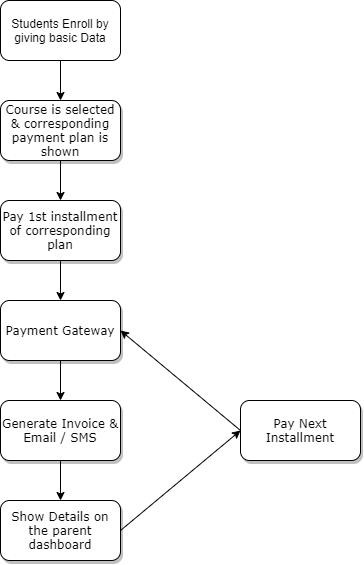 Students Enroll by
giving basic Data
Course is selected
& corresponding
payment plan is
shown
Pay 1st installment
of corresponding
plan
Payment Gateway
Generate Invoice &
Email / SMS
Pay Next
Installment
Show Details on
the parent
dashboard